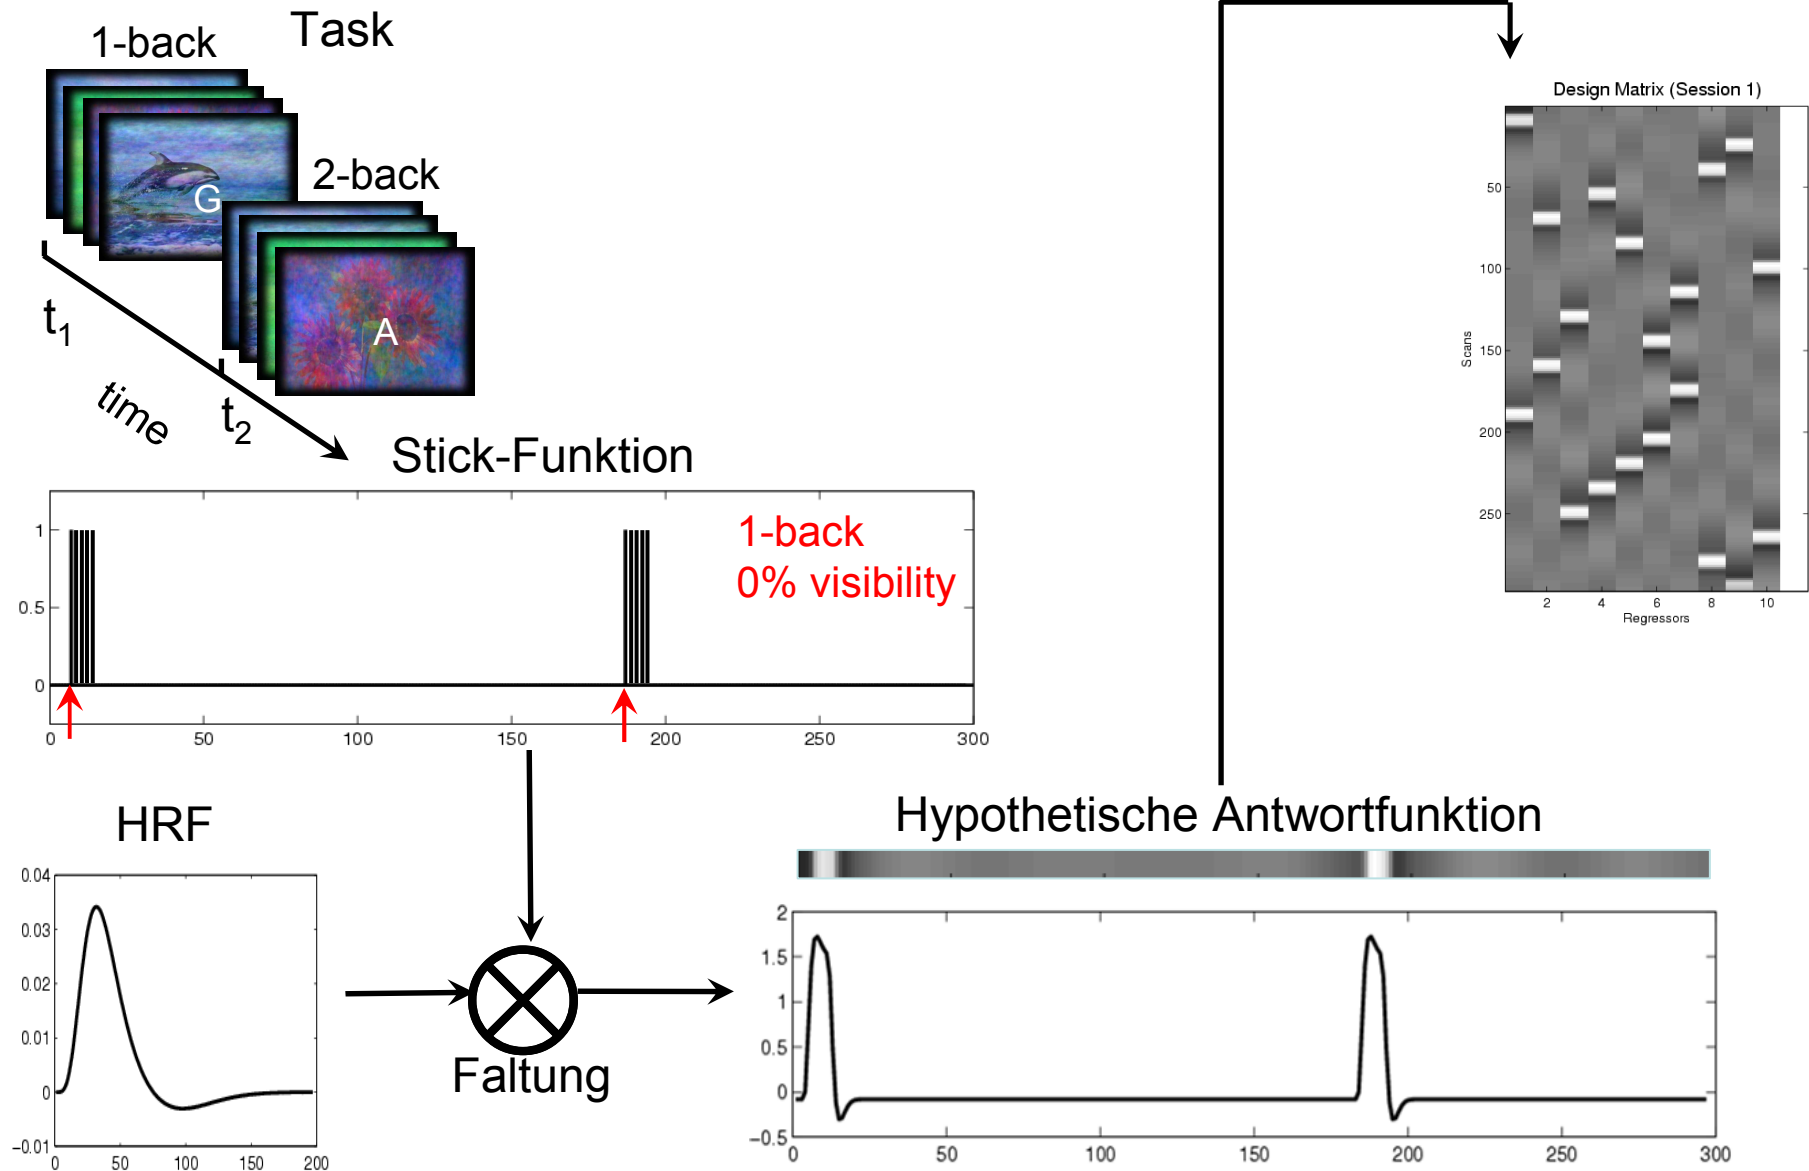 Task
1-back
G
2-back
A
t1
time
t2
Stick-Funktion
1
0.5
0
1-back
0% visibility
0 50 100 150 200 250 300
HRF
0.04
0.03
0.02
0.01
0
−0.01
0 50 100 150 200
Faltung
Hypothetische Antwortfunktion
2
1.5
1
0.5
0
−0.5
0 50 100 150 200 250 300
Design Matrix (Session 1)
50
100
150
200
250
Scans
2 4 6 8 10
Regressors